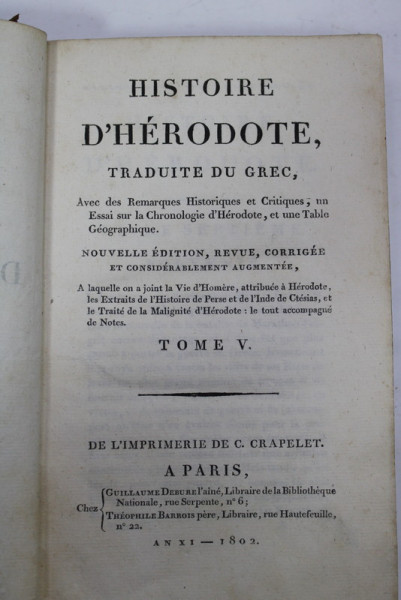 HISTOIRE
D'HÉRODOTE,
TRADUITE DU GREC,
Avec des Remarques Historiques et Critiques, un
Essai sur la Chronologie d'Hérodote, et une Table
Géographique.
NOUVELLE ÉDITION, REVUE, CORRIGÉE
ET CONSIDÉRABLEMENT AUGMENTÉE,
A laquelle on a joint la Vie d'Homère, attribuée à Hérodote,
les Extraits de l'Histoire de Perse et de l'Inde de Ctésias, et
le Traité de la Malignité d'Hérodote : le tout accompagné
de Notes.
TOME V.
DE L'IMPRIMERIE DE C. CRAPELET.
A PARIS,
Chez
GUILLAUME DEBURE l'aîné, Libraire de la Bibliothèque
Nationale, rue Serpente, n° 6 ;
THÉOPHILE BARROIS père, Libraire, rue Hautefeuille,
n° 22.
AN XI — 1802.